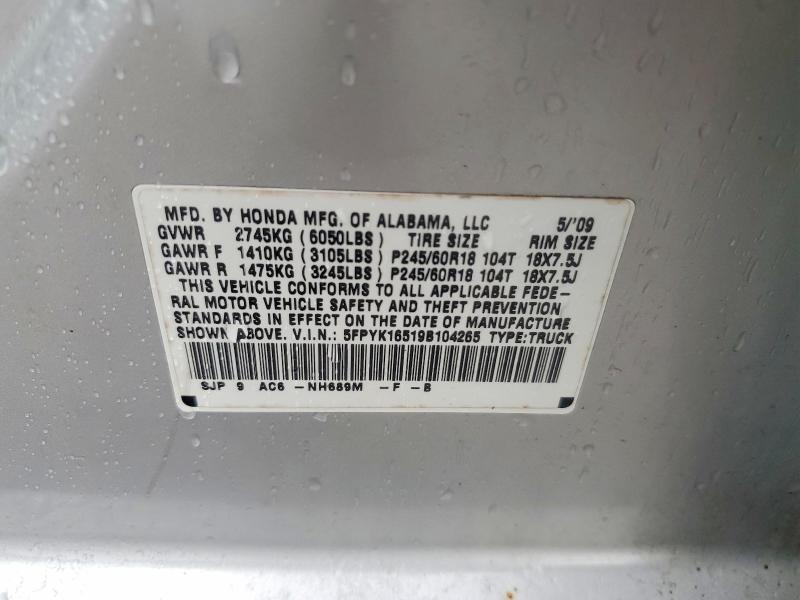 MFD. BY HONDA MFG. OF ALABAMA, LLC 5/'09
GVWR 2745KG (6050LBS) TIRE SIZE RIM SIZE
GAWR F 1410KG (3105LBS) P245/60R18 104T 18X7.5J
GAWR R 1475KG (3245LBS) P245/60R18 104T 18X7.5J
THIS VEHICLE CONFORMS TO ALL APPLICABLE FEDE-
RAL MOTOR VEHICLE SAFETY AND THEFT PREVENTION
STANDARDS IN EFFECT ON THE DATE OF MANUFACTURE
SHOWN ABOVE. V.I.N.: 5FPYK16519B104265 TYPE:TRUCK
SJP 9 AC6 -NH689M -F -B